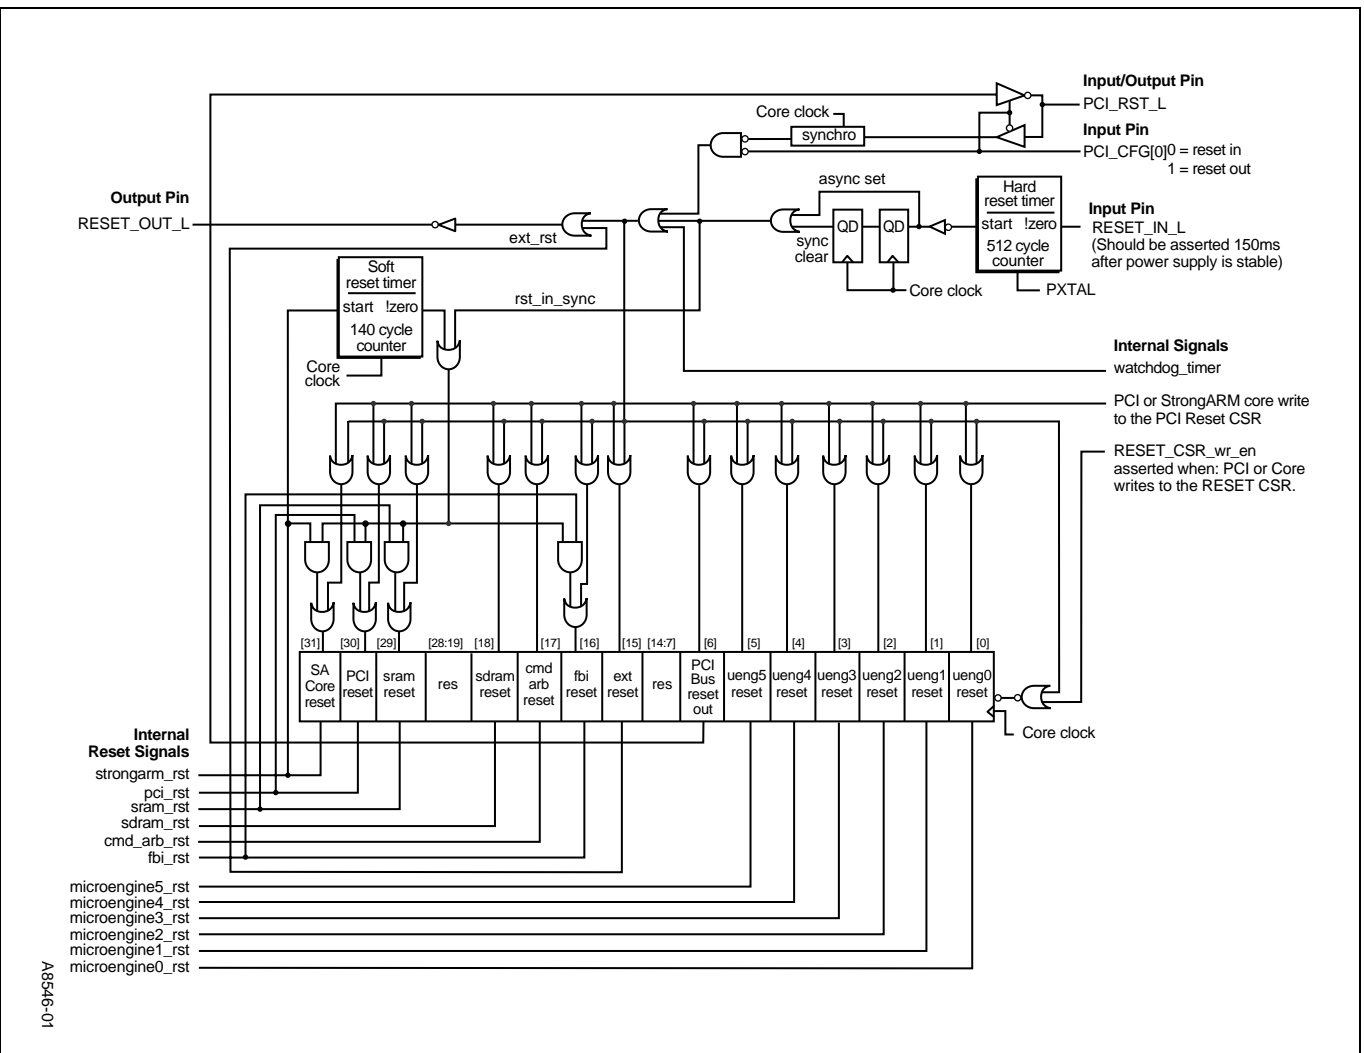 Input/Output Pin
PCI_RST_L
Core clock
synchro
Input Pin
PCI_CFG[0] 0 = reset in
1 = reset out
async set
Hard
reset timer
start !zero
512 cycle
counter
PXTAL
Input Pin
RESET_IN_L
(Should be asserted 150ms
after power supply is stable)
Output Pin
RESET_OUT_L
ext_rst
QD
QD
sync
clear
Core clock
Soft
reset timer
start !zero
140 cycle
counter
Core
clock
rst_in_sync
Internal Signals
watchdog_timer
PCI or StrongARM core write
to the PCI Reset CSR
RESET_CSR_wr_en
asserted when: PCI or Core
writes to the RESET CSR.
[31] [30] [29] [28:19] [18] [17] [16] [15] [14:7] [6] [5] [4] [3] [2] [1] [0]
SA
Core
reset
PCI
reset
sram
reset
res
sdram
reset
cmd
arb
reset
fbi
reset
ext
reset
res
PCI
Bus
reset
out
ueng5
reset
ueng4
reset
ueng3
reset
ueng2
reset
ueng1
reset
ueng0
reset
Core clock
Internal
Reset Signals
strongarm_rst
pci_rst
sram_rst
sdram_rst
cmd_arb_rst
fbi_rst
microengine5_rst
microengine4_rst
microengine3_rst
microengine2_rst
microengine1_rst
microengine0_rst
A8546-01